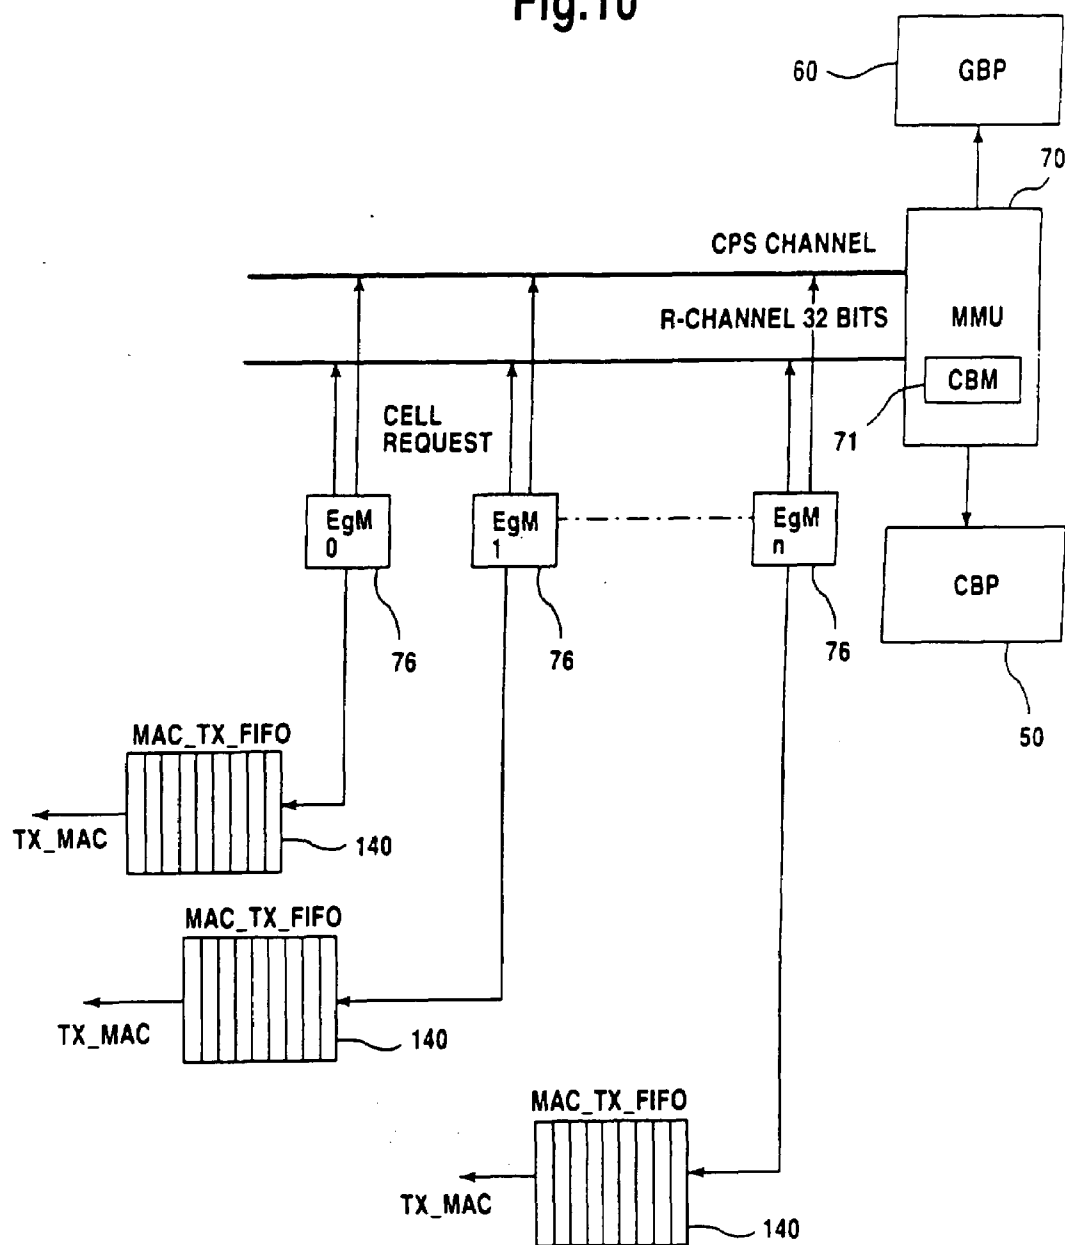 Fig.10
60
GBP
70
CPS CHANNEL
R-CHANNEL 32 BITS
MMU
CBM
71
CELL
REQUEST
EgM
0
EgM
1
EgM
n
CBP
76
76
76
50
MAC_TX_FIFO
TX_MAC
140
MAC_TX_FIFO
TX_MAC
140
MAC_TX_FIFO
TX_MAC
140